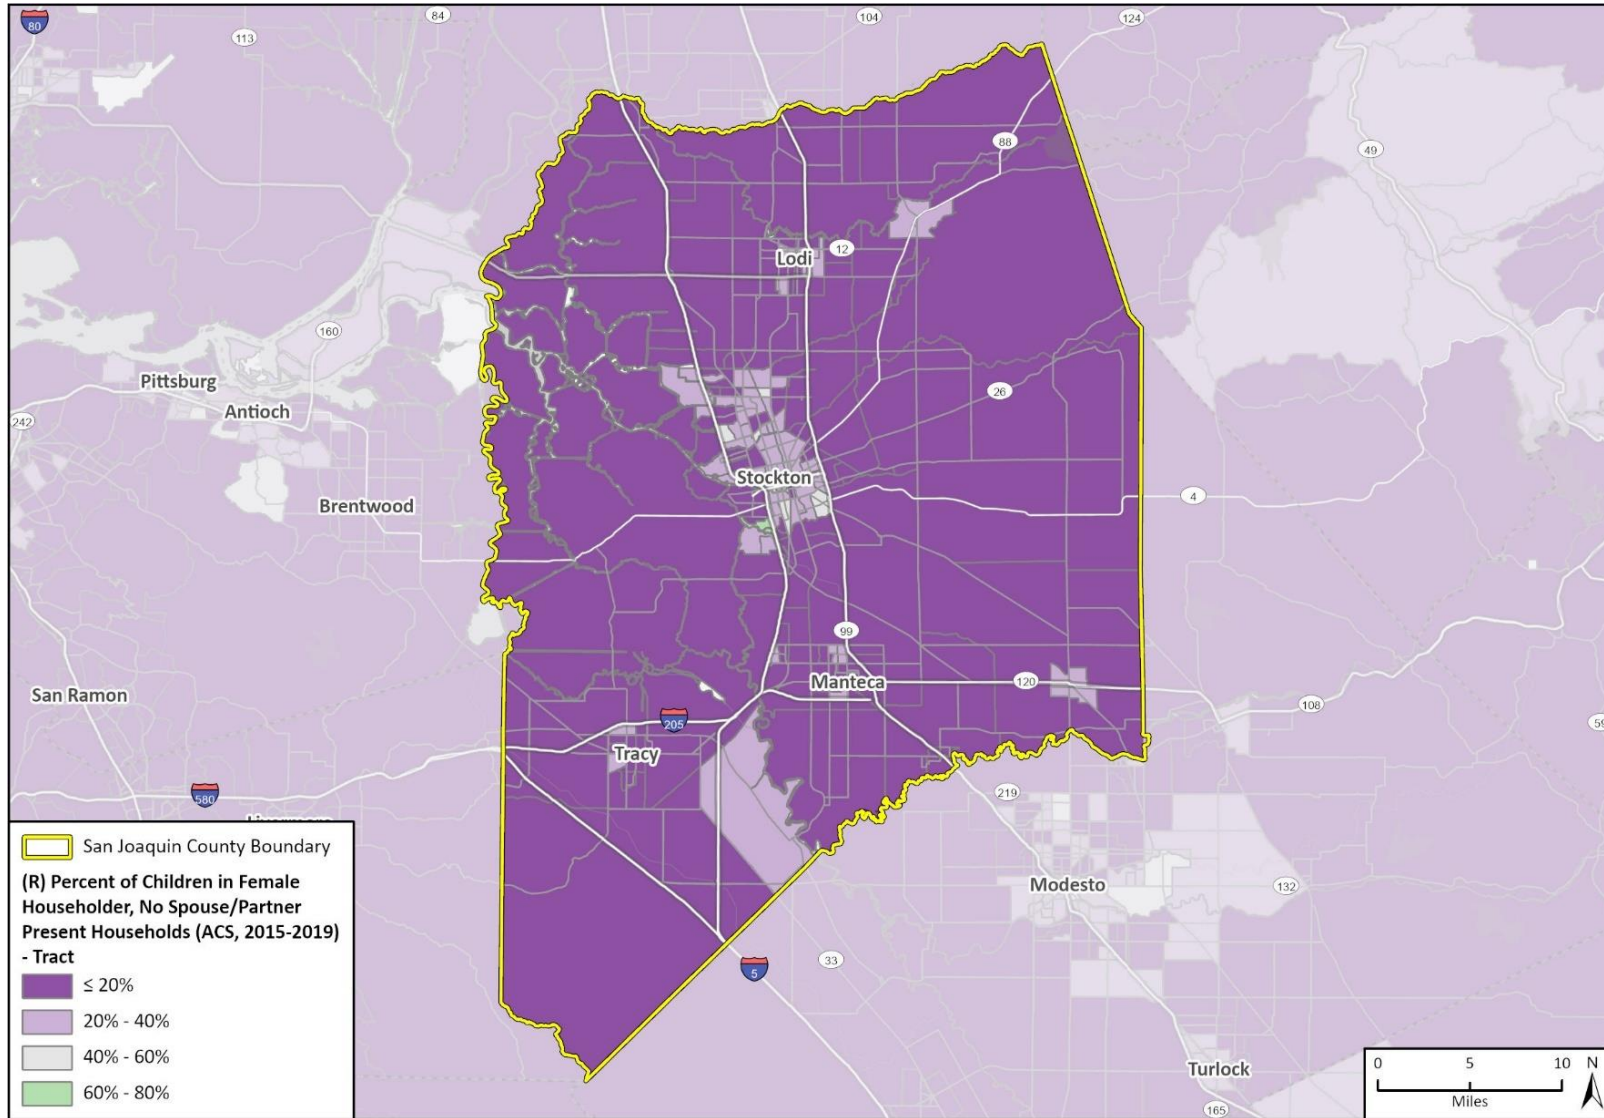 80
84
104
124
113
88
49
12
Lodi
160
Pittsburg
Antioch
242
26
Stockton
4
Brentwood
99
San Ramon
Manteca
120
108
205
59
Tracy
580
219
Modesto
132
33
5
Turlock
165
San Joaquin County Boundary
(R) Percent of Children in Female
Householder, No Spouse/Partner
Present Households (ACS, 2015-2019)
- Tract
≤ 20%
20% - 40%
40% - 60%
60% - 80%
0 5 10
Miles
N